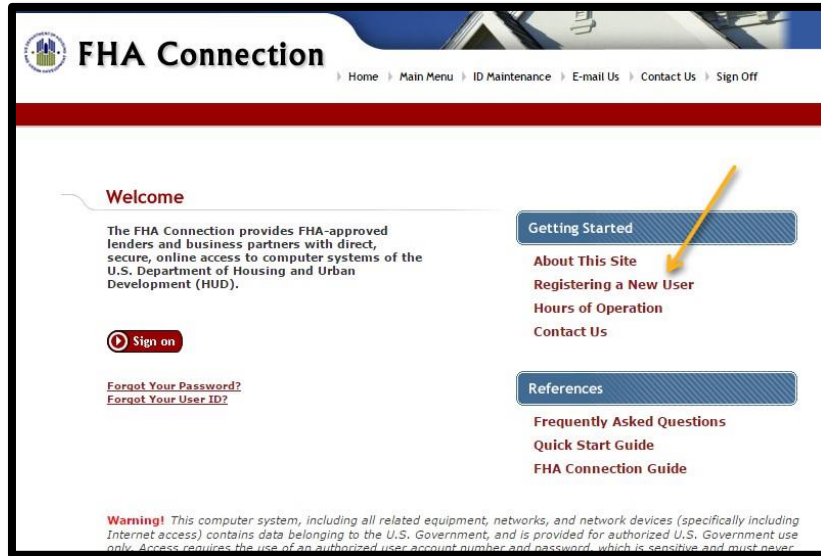 FHA Connection
Home Main Menu ID Maintenance E-mail Us Contact Us Sign Off
Welcome
The FHA Connection provides FHA-approved
lenders and business partners with direct,
secure, online access to computer systems of the
U.S. Department of Housing and Urban
Development (HUD).
Sign on
Forgot Your Password?
Forgot Your User ID?
Getting Started
About This Site
Registering a New User
Hours of Operation
Contact Us
References
Frequently Asked Questions
Quick Start Guide
FHA Connection Guide
Warning! This computer system, including all related equipment, networks, and network devices (specifically including
Internet access) contains data belonging to the U.S. Government, and is provided for authorized U.S. Government use
only. Access requires the use of an authorized user account number and password, which is sensitive and must never